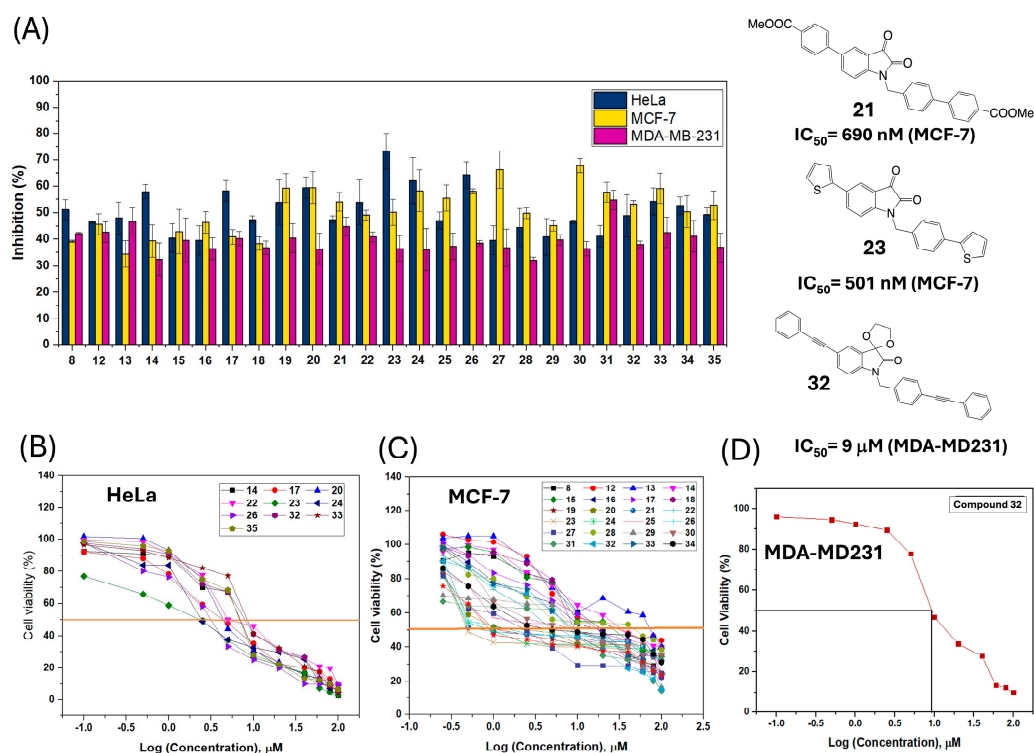 (A)
Inhibition (%)
100
90
80
70
60
50
40
30
20
10
0
HeLa
MCF-7
MDA-MB-231
8 12 13 14 15 16 17 18 19 20 21 22 23 24 25 26 27 28 29 30 31 32 33 34 35
MeOOC
O
O
N
COOMe
21
IC50= 690 nM (MCF-7)
S
O
O
N
S
23
IC50= 501 nM (MCF-7)
O O
O
N
32
IC50= 9 μM (MDA-MD231)
(B)
HeLa
14 17 20
22 23 24
26 32 33
35
Cell viability (%)
140
120
100
80
60
40
20
0
-1.0 -0.5 0.0 0.5 1.0 1.5 2.0
Log (Concentration), μM
(C)
MCF-7
8 12 13 14
15 16 17 18
19 20 21 22
23 24 25 26
27 28 29 30
31 32 33 34
Cell viability (%)
140
120
100
80
60
40
20
0
-1.0 -0.5 0.0 0.5 1.0 1.5 2.0 2.5
Log (Concentration), μM
(D)
Compound 32
MDA-MD231
Cell viability (%)
100
80
60
40
20
0
-1.0 -0.5 0.0 0.5 1.0 1.5 2.0
Log (Concentration), μM